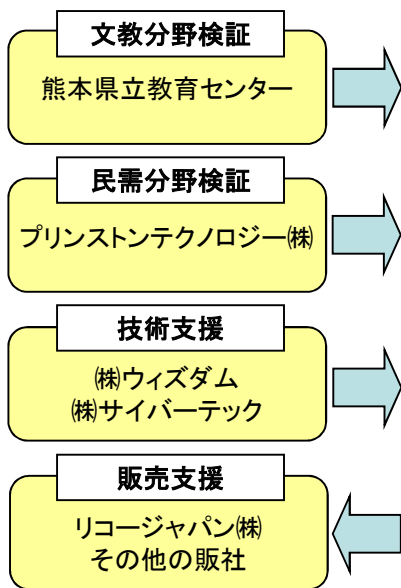 文教分野検証
熊本県立教育センター
民需分野検証
プリンストンテクノロジー㈱
技術支援
㈱ウィズダム
㈱サイバーテック
販売支援
リコージャパン㈱
その他の販社